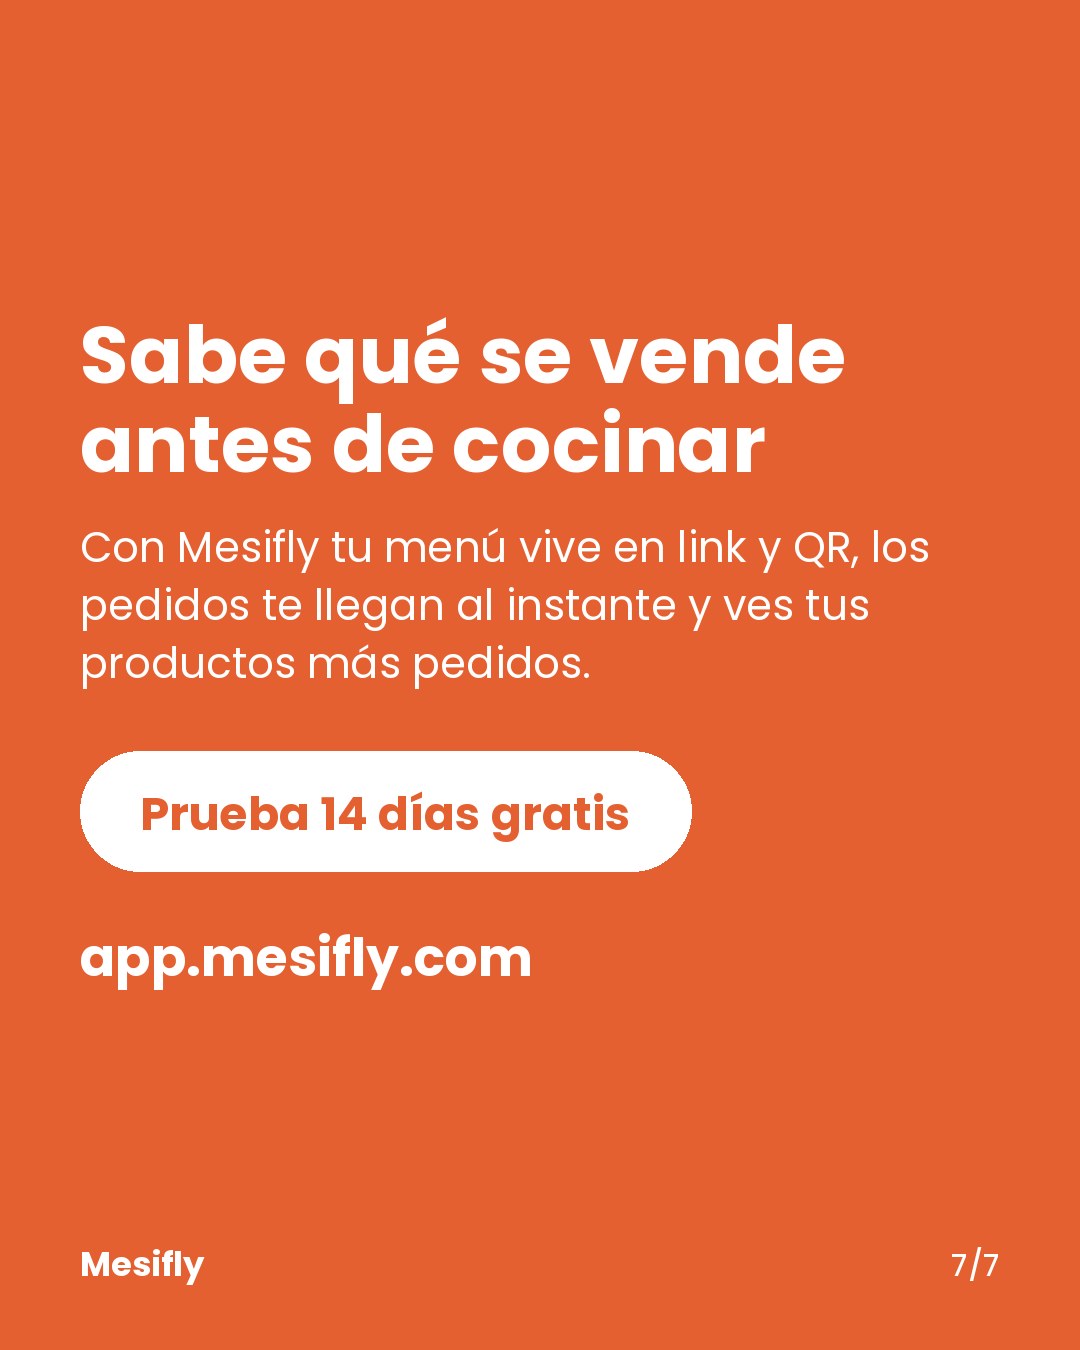 Sabe qué se vende
antes de cocinar
Con Mesifly tu menú vive en link y QR, los
pedidos te llegan al instante y ves tus
productos más pedidos.
Prueba 14 días gratis
app.mesifly.com
Mesifly
7/7